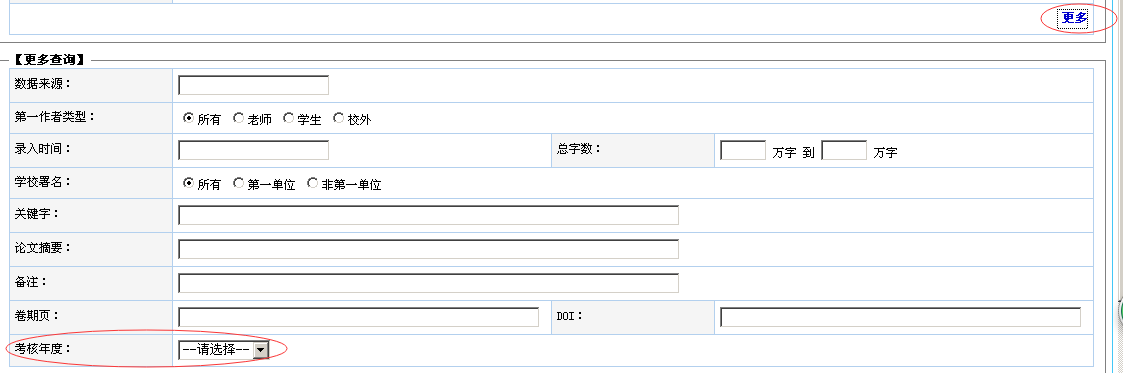 更多
【更多查询】
数据来源：
第一作者类型： 所有 老师 学生 校外
录入时间： 总字数： 万字 到 万字
学校署名： 所有 第一单位 非第一单位
关键字：
论文摘要：
备注：
卷期页： DOI：
考核年度： --请选择--